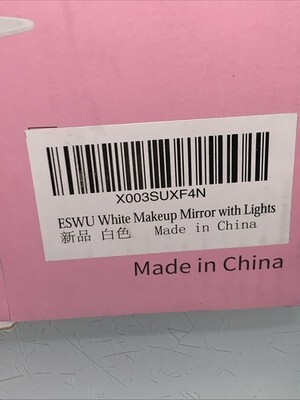 X003SUXF4N
ESWU White Makeup Mirror with Lights
新品 白色 Made in China
Made in China